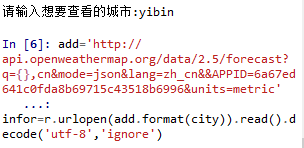 请输入想要查看的城市:yibin
In [6]: add='http://
api.openweathermap.org/data/2.5/forecast?
q={},cn&mode=json&lang=zh_cn&&APPID=6a67ed
641c0fda8b69715c43518b6996&units=metric'
...:
infor=r.urlopen(add.format(city)).read().d
ecode('utf-8','ignore')